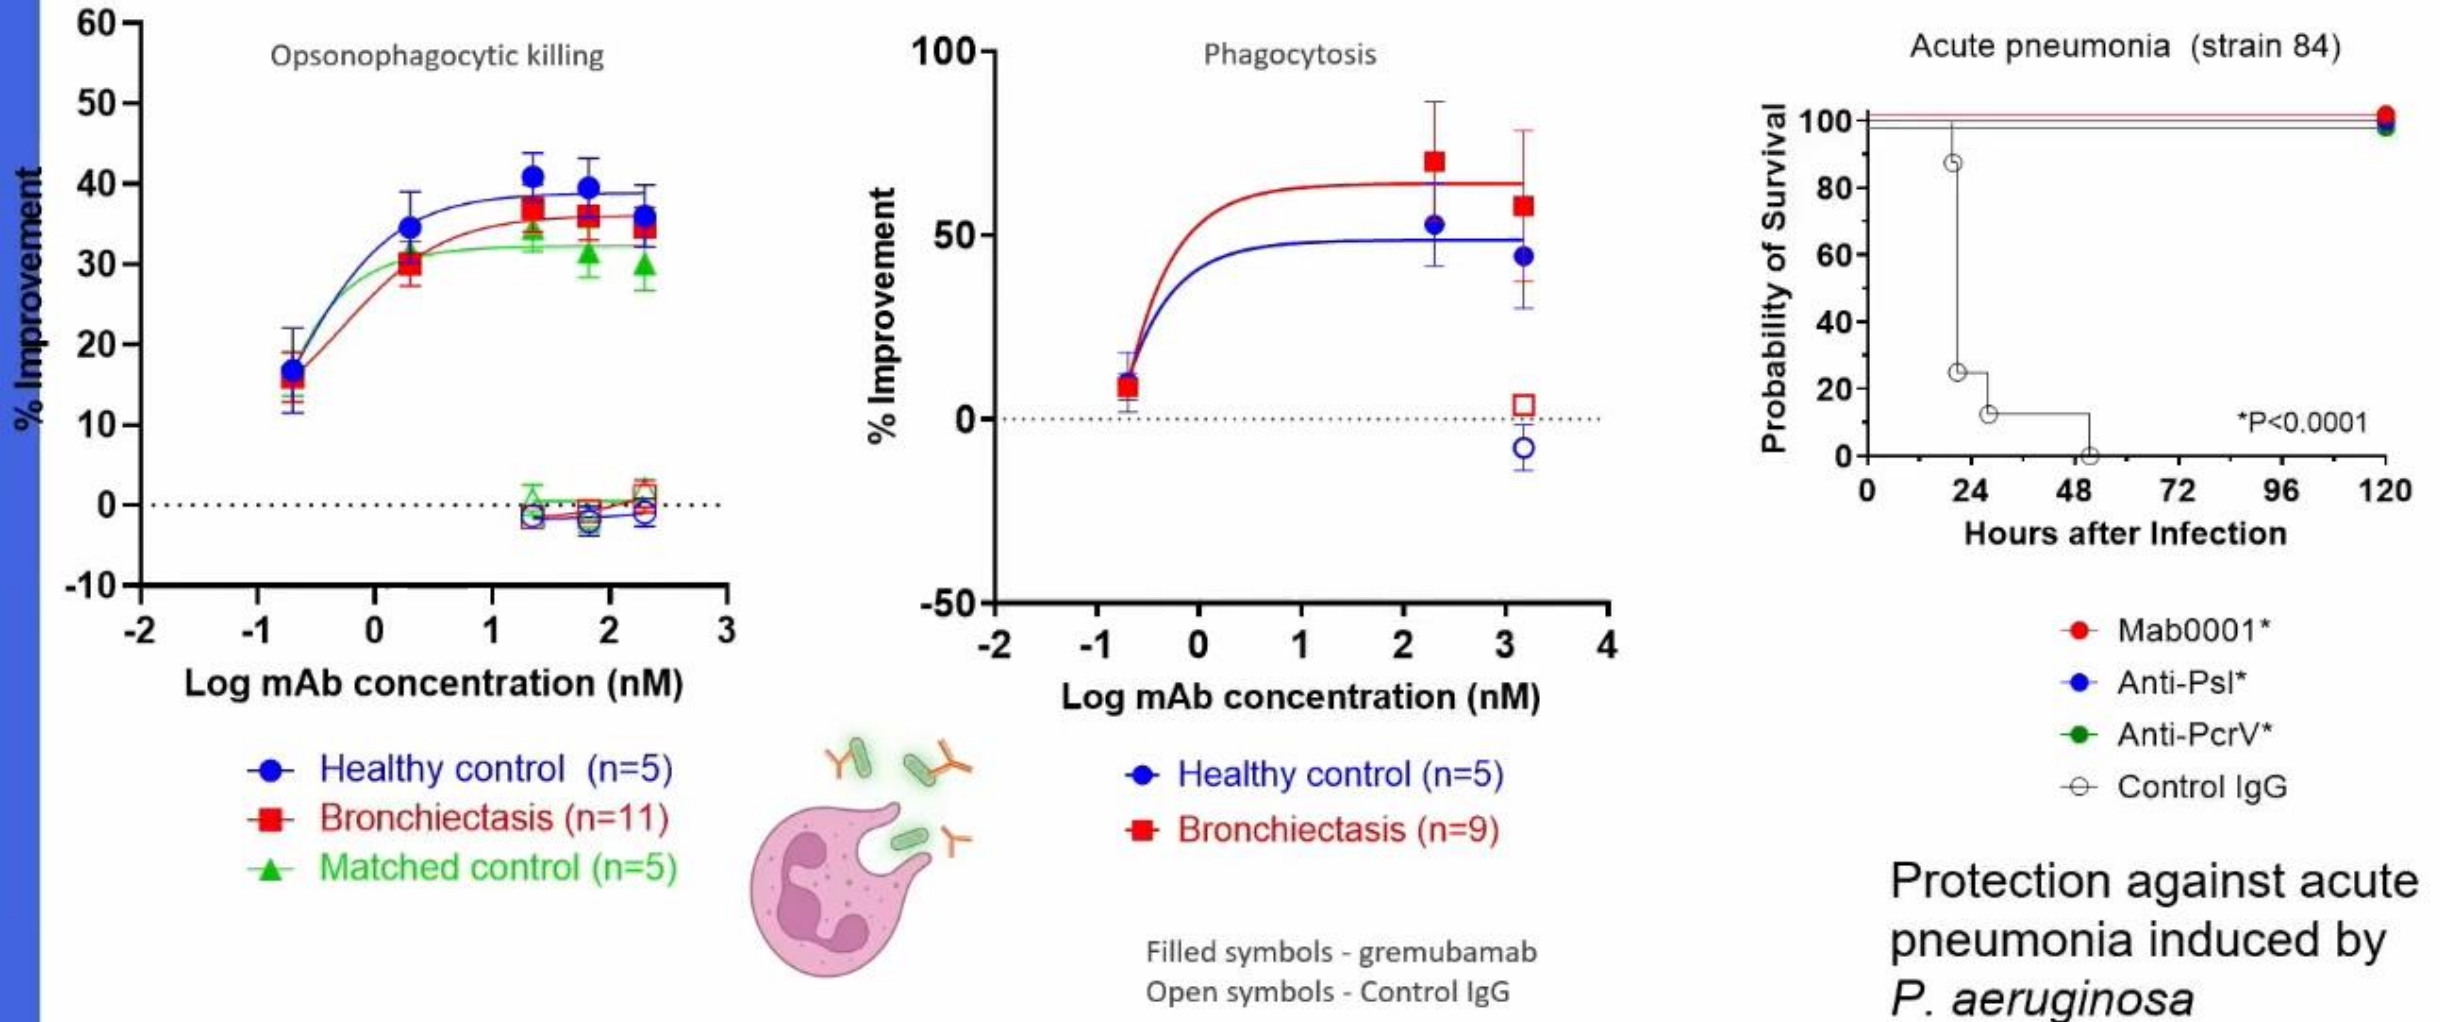 Opsonophagocytic killing
% Improvement
60
50
40
30
20
10
0
-10
-2 -1 0 1 2 3
Log mAb concentration (nM)
Healthy control (n=5)
Bronchiectasis (n=11)
Matched control (n=5)
Phagocytosis
% Improvement
100
50
0
-50
-2 -1 0 1 2 3 4
Log mAb concentration (nM)
Healthy control (n=5)
Bronchiectasis (n=9)
Filled symbols - gremubamab
Open symbols - Control IgG
Acute pneumonia (strain 84)
Probability of Survival
100
80
60
40
20
0
*P<0.0001
0 24 48 72 96 120
Hours after Infection
Mab0001*
Anti-Psl*
Anti-PcrV*
Control IgG
Protection against acute
pneumonia induced by
P. aeruginosa